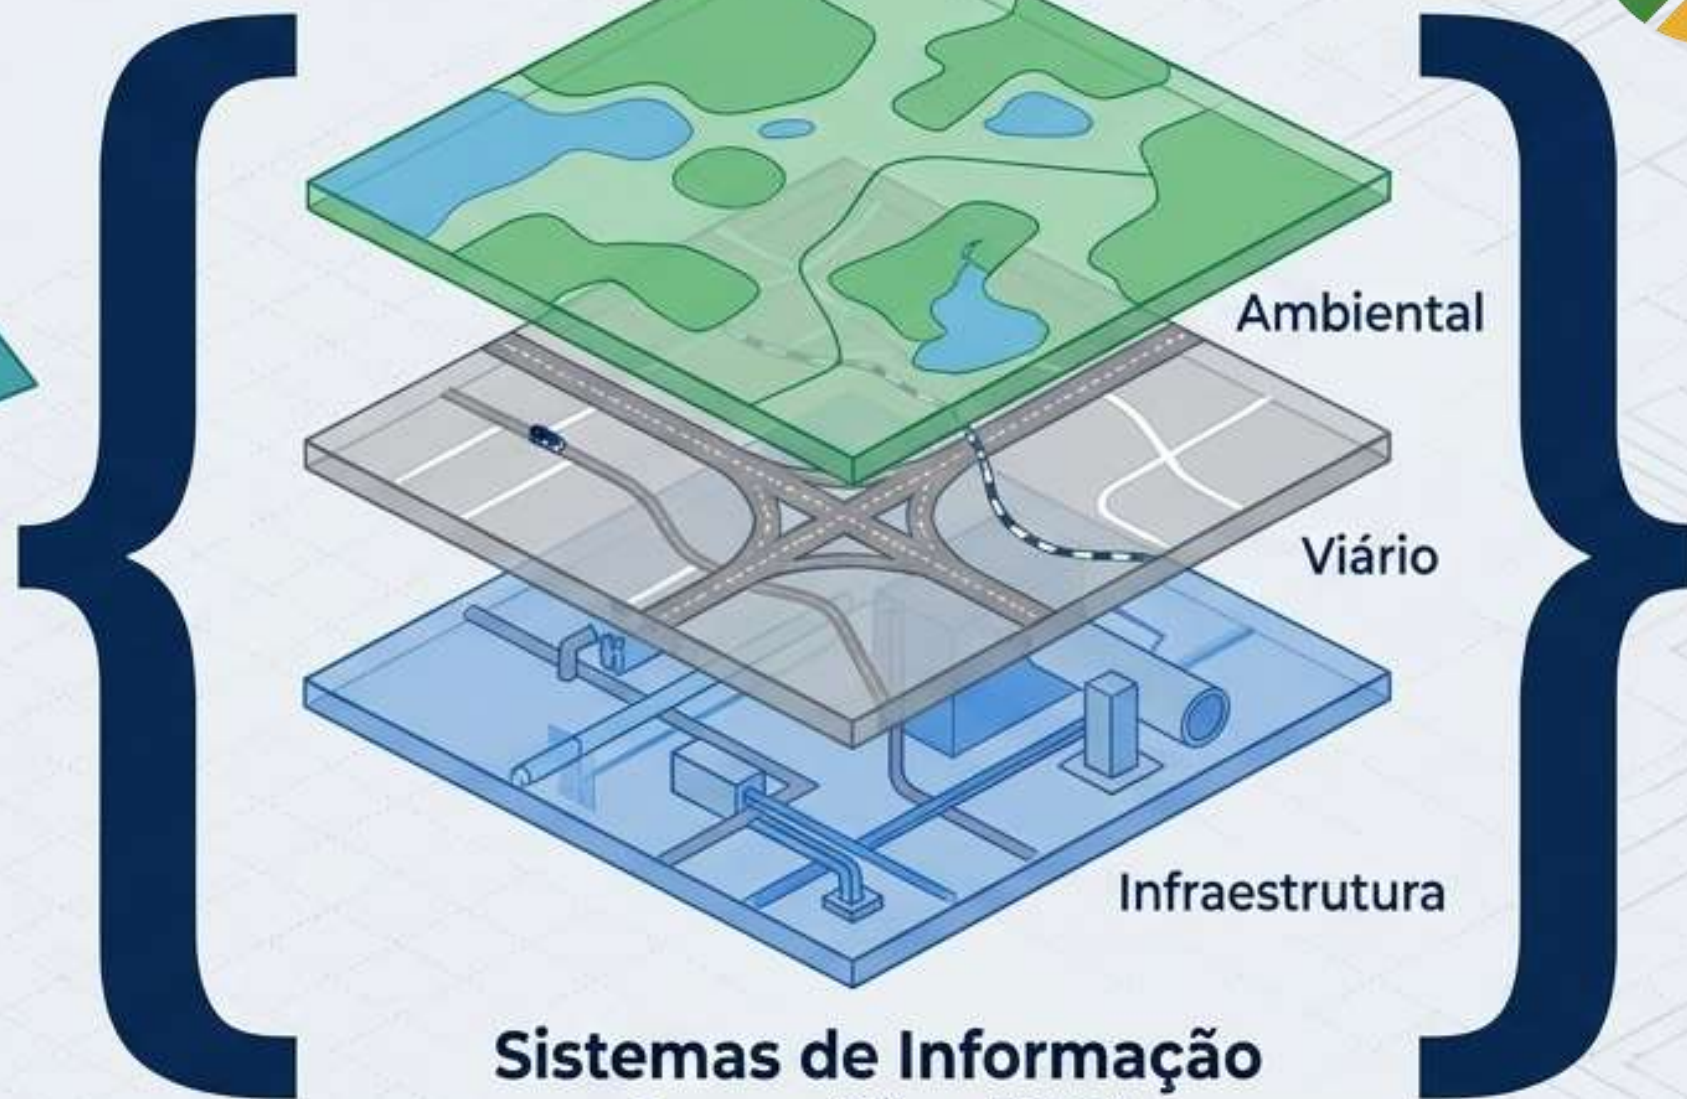 Ambiental
Viário
Infraestrutura
Sistemas de Informação